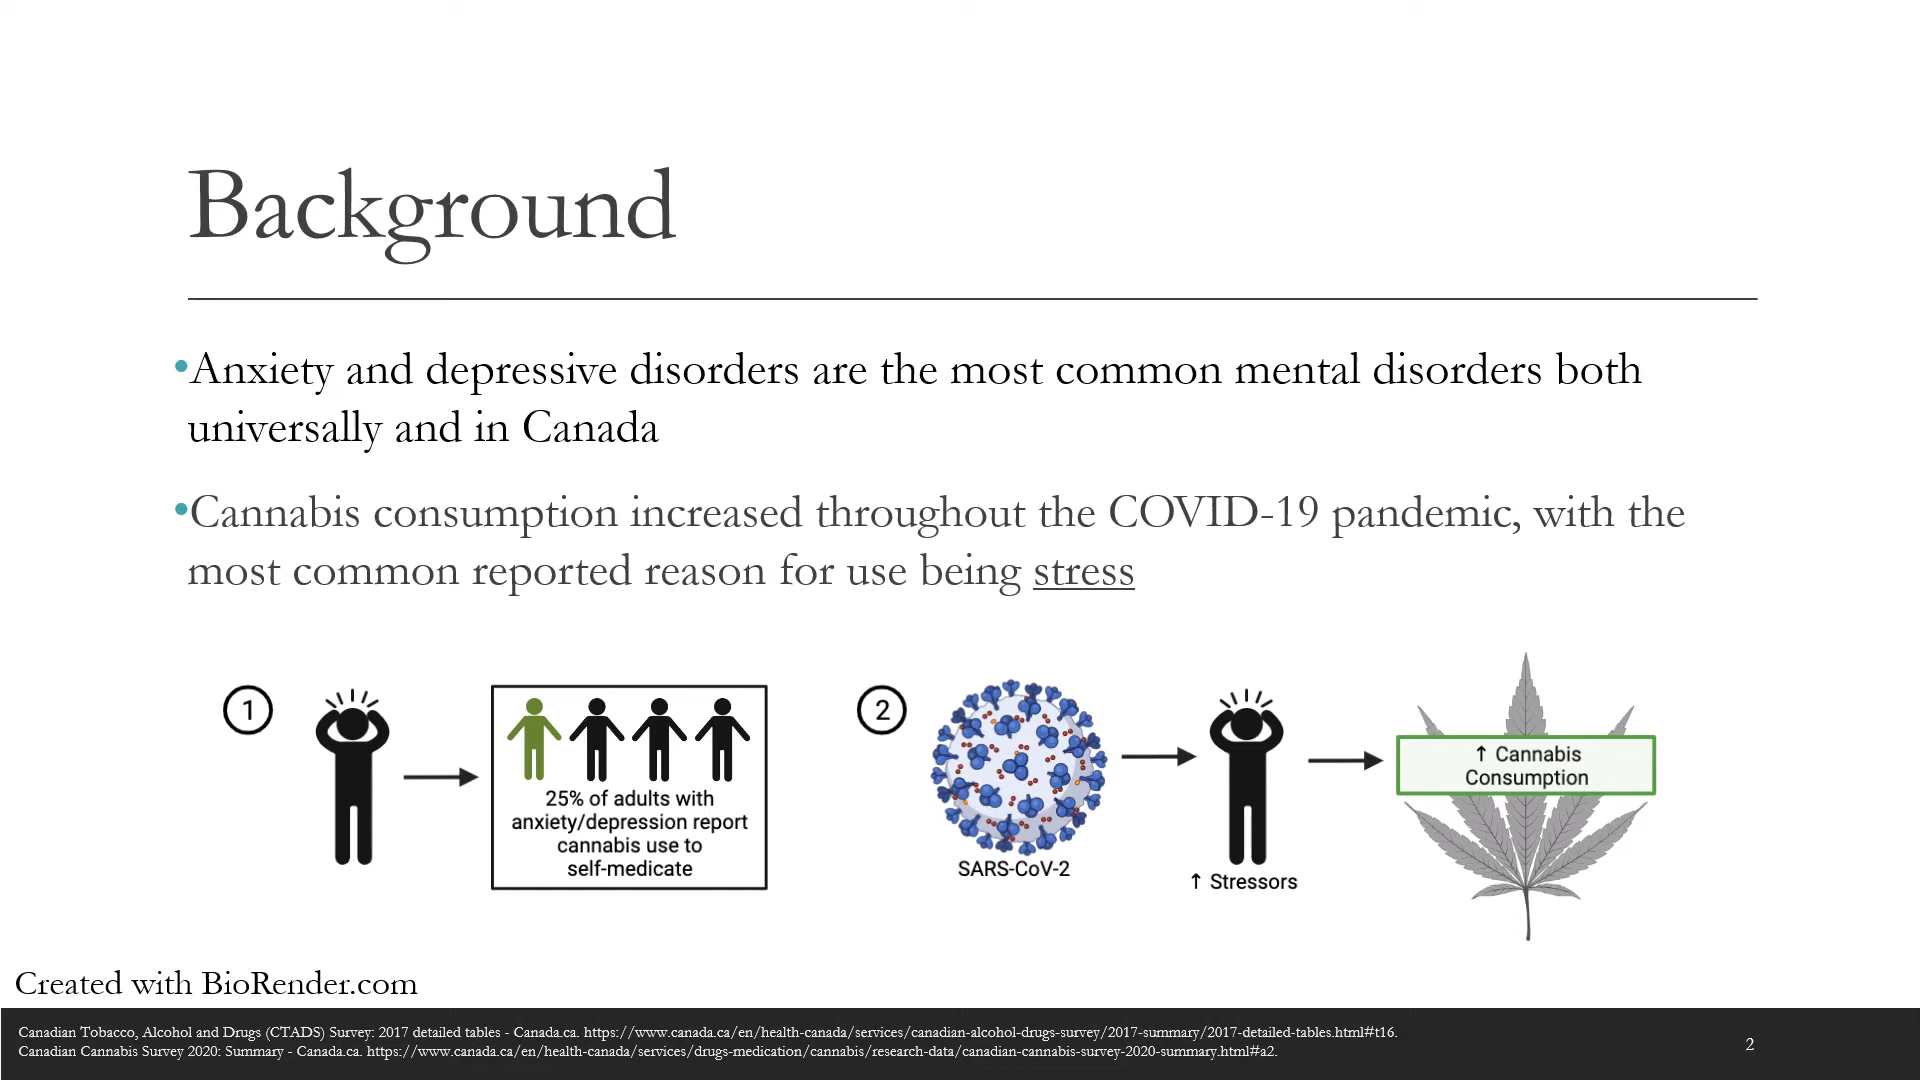 Background
•Anxiety and depressive disorders are the most common mental disorders both
universally and in Canada
•Cannabis consumption increased throughout the COVID-19 pandemic, with the
most common reported reason for use being stress
1
25% of adults with
anxiety/depression report
cannabis use to
self-medicate
2
SARS-CoV-2
↑ Stressors
↑ Cannabis
Consumption
Created with BioRender.com
Canadian Tobacco, Alcohol and Drugs (CTADS) Survey: 2017 detailed tables - Canada.ca. https://www.canada.ca/en/health-canada/services/canadian-alcohol-drugs-survey/2017-summary/2017-detailed-tables.html#t16.
Canadian Cannabis Survey 2020: Summary - Canada.ca. https://www.canada.ca/en/health-canada/services/drugs-medication/cannabis/research-data/canadian-cannabis-survey-2020-summary.html#a2.
2